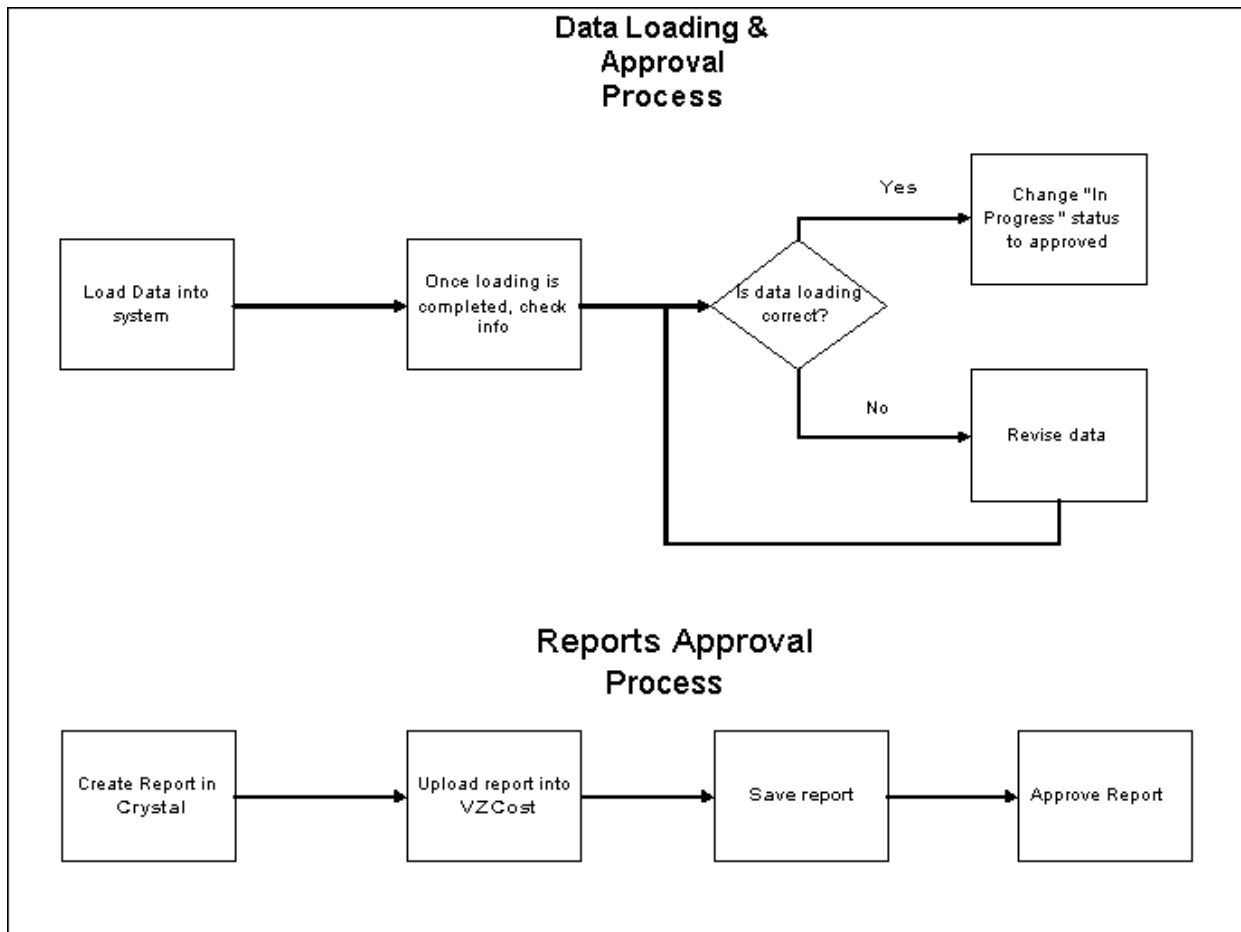 Data Loading &
Approval
Process
Yes
Change "In
Progress" status
to approved
Load Data into
system
Once loading is
completed, check
info
Is data loading
correct?
No
Revise data
Reports Approval
Process
Create Report in
Crystal
Upload report into
VZCost
Save report
Approve Report